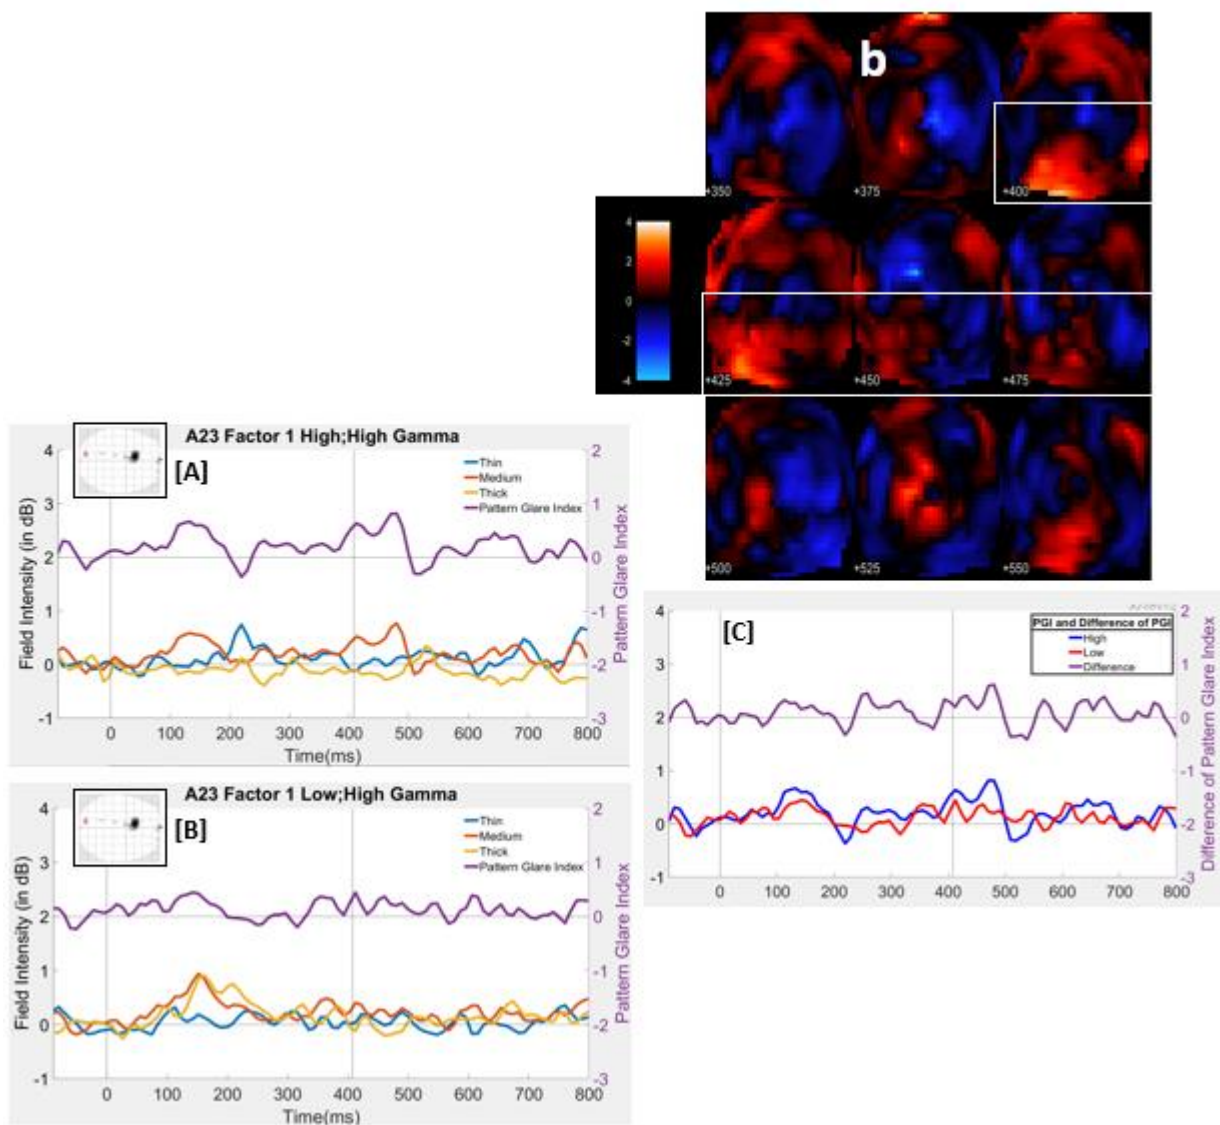 b
+350
+375
+400
4
2
0
-2
-4
+425
+450
+475
+500
+525
+550
A23 Factor 1 High;High Gamma
[A]
Thin
Medium
Thick
Pattern Glare Index
Field Intensity (in dB)
4
3
2
1
0
-1
2
1
0
-1
-2
-3
Pattern Glare Index
0 100 200 300 400 500 600 700 800
Time(ms)
A23 Factor 1 Low;High Gamma
[B]
Thin
Medium
Thick
Pattern Glare Index
Field Intensity (in dB)
4
3
2
1
0
-1
2
1
0
-1
-2
-3
Pattern Glare Index
0 100 200 300 400 500 600 700 800
Time(ms)
[C]
PGI and Difference of PGI
High
Low
Difference
4
3
2
1
0
-1
2
1
0
-1
-2
-3
Difference of Pattern Glare Index
0 100 200 300 400 500 600 700 800